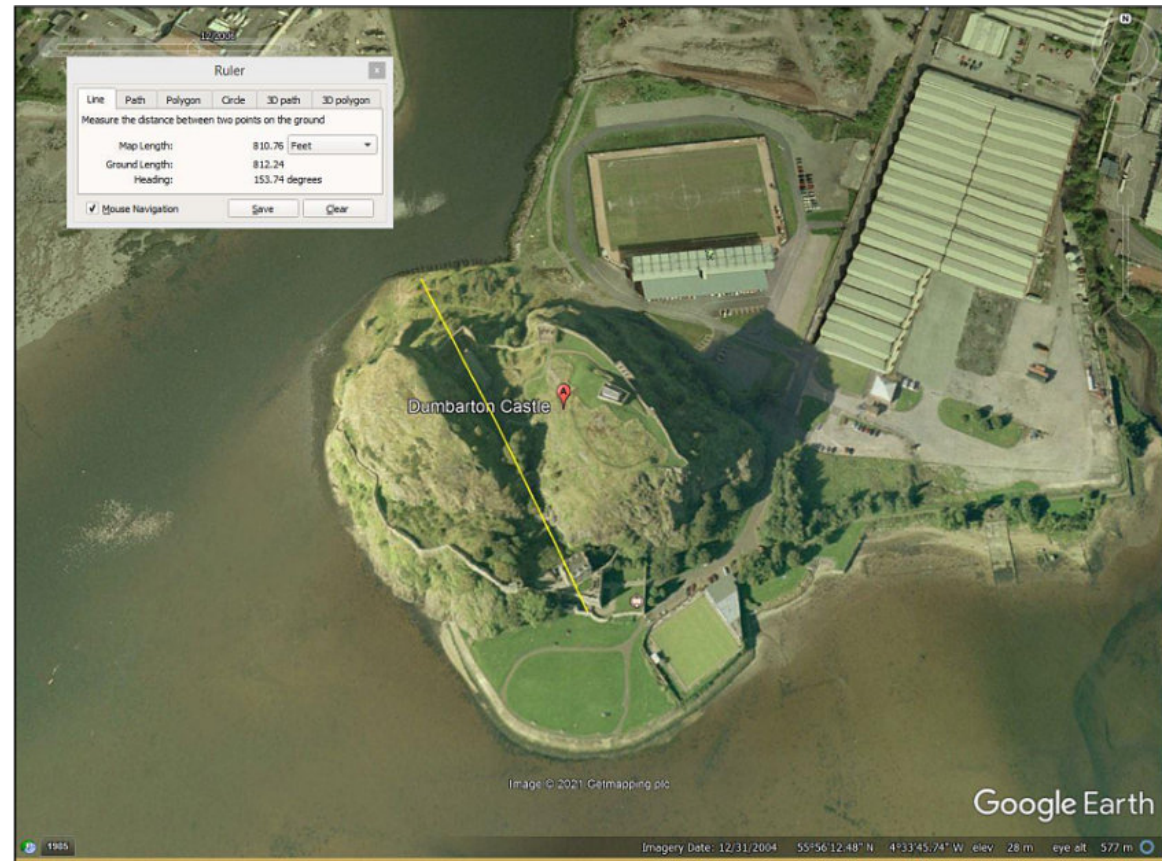 12/2006
Ruler
x
Line Path Polygon Circle 3D path 3D polygon
Measure the distance between two points on the ground
Map Length: 810.76 Feet
Ground Length: 812.24
Heading: 153.74 degrees
Mouse Navigation Save Clear
N
A
Dumbarton Castle
Image © 2021 Getmapping plc
Google Earth
1985
Imagery Date: 12/31/2004 55°56'12.48" N 4°33'45.74" W elev 28 m eye alt 577 m